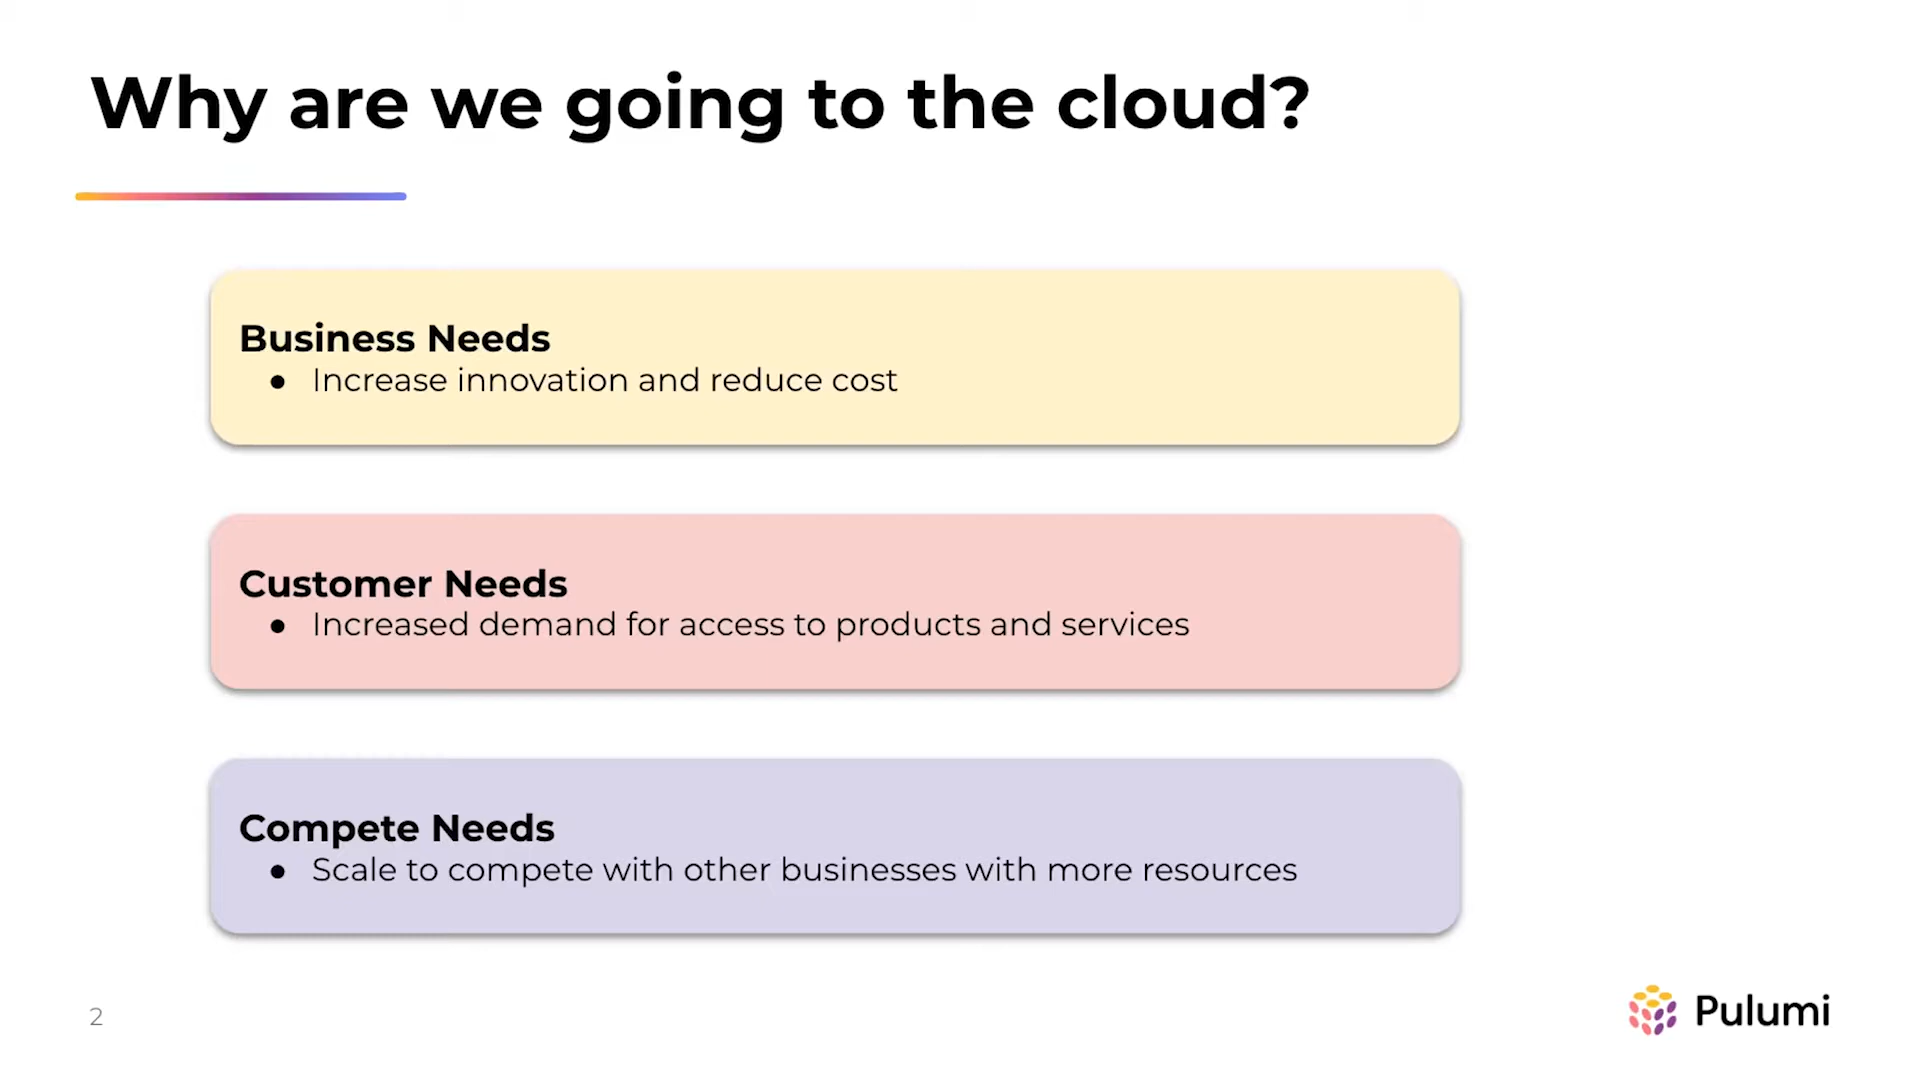 Why are we going to the cloud?
Business Needs
● Increase innovation and reduce cost
Customer Needs
● Increased demand for access to products and services
Compete Needs
● Scale to compete with other businesses with more resources
2
Pulumi